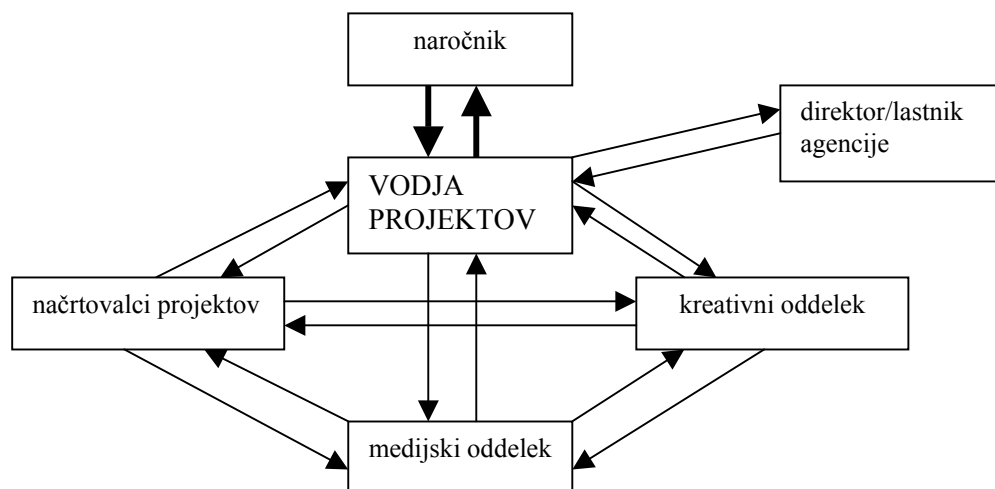 naročnik
direktor/lastnik
agencije
VODJA
PROJEKTOV
načrtovalci projektov
kreativni oddelek
medijski oddelek